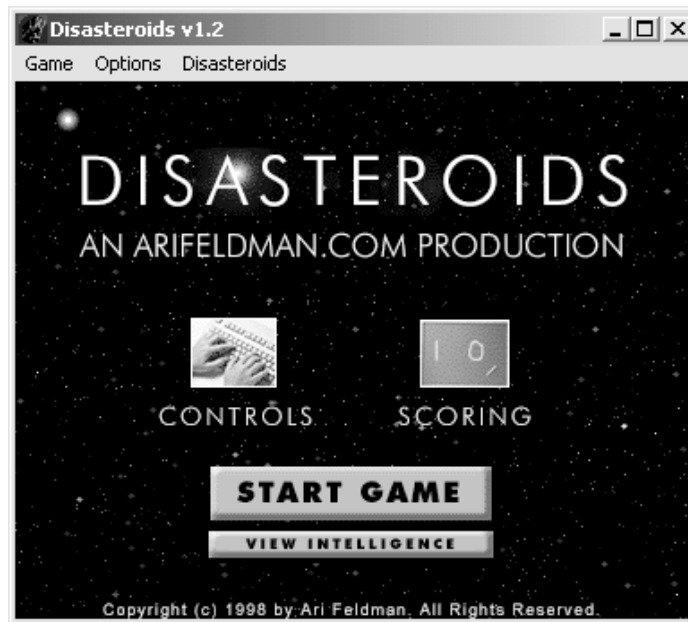 Disasteroids v1.2
Game Options Disasteroids
DISASTEROIDS
AN ARIFELDMAN.COM PRODUCTION
10
CONTROLS SCORING
START GAME
VIEW INTELLIGENCE
Copyright (c) 1998 by Ari Feldman. All Rights Reserved.